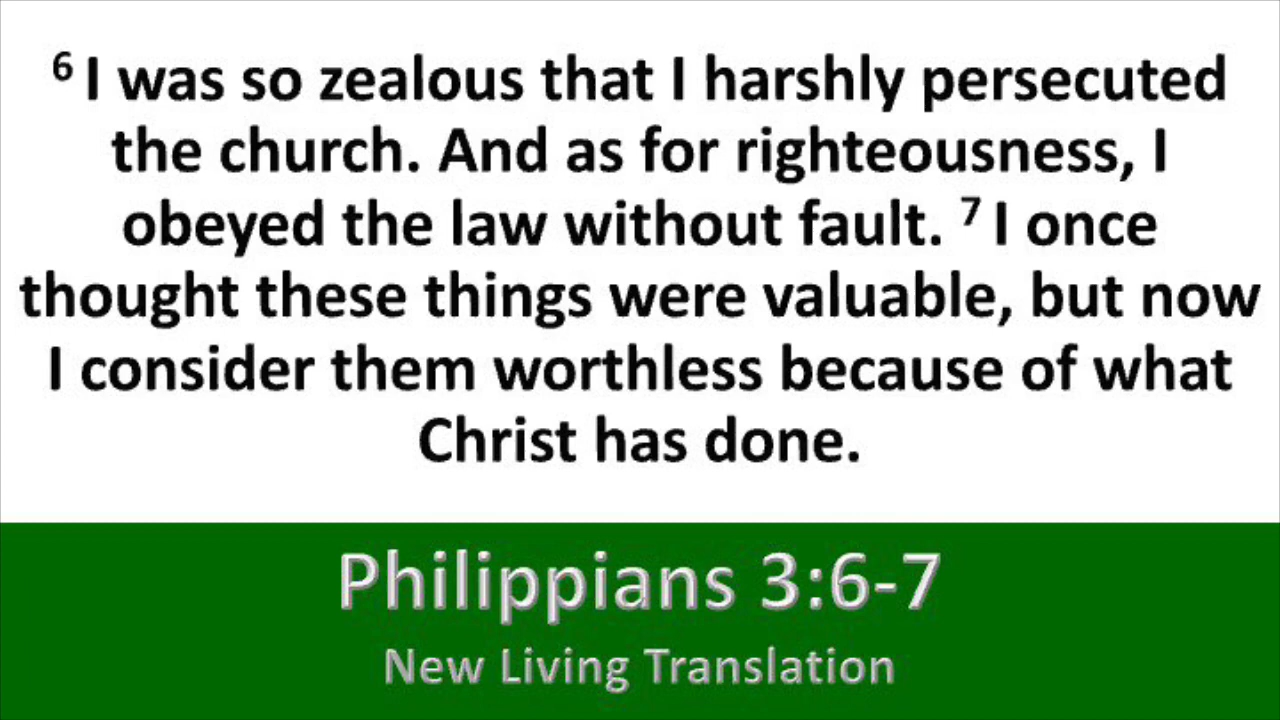 ⁶ I was so zealous that I harshly persecuted
the church. And as for righteousness, I
obeyed the law without fault. ⁷ I once
thought these things were valuable, but now
I consider them worthless because of what
Christ has done.
Philippians 3:6-7
New Living Translation